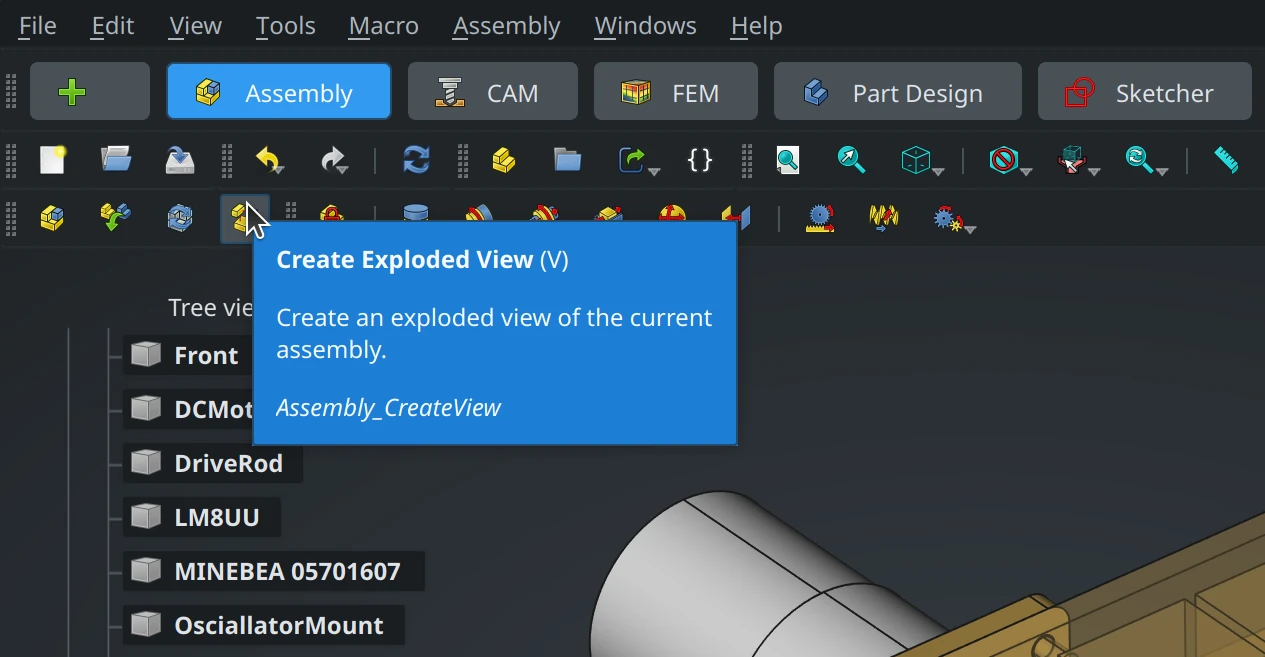 File Edit View Tools Macro Assembly Windows Help
Assembly CAM FEM Part Design Sketcher
{}
Create Exploded View (V)
Create an exploded view of the current
assembly.
Assembly_CreateView
Tree vie
Front
DCMot
DriveRod
LM8UU
MINEBEA 05701607
OsciallatorMount